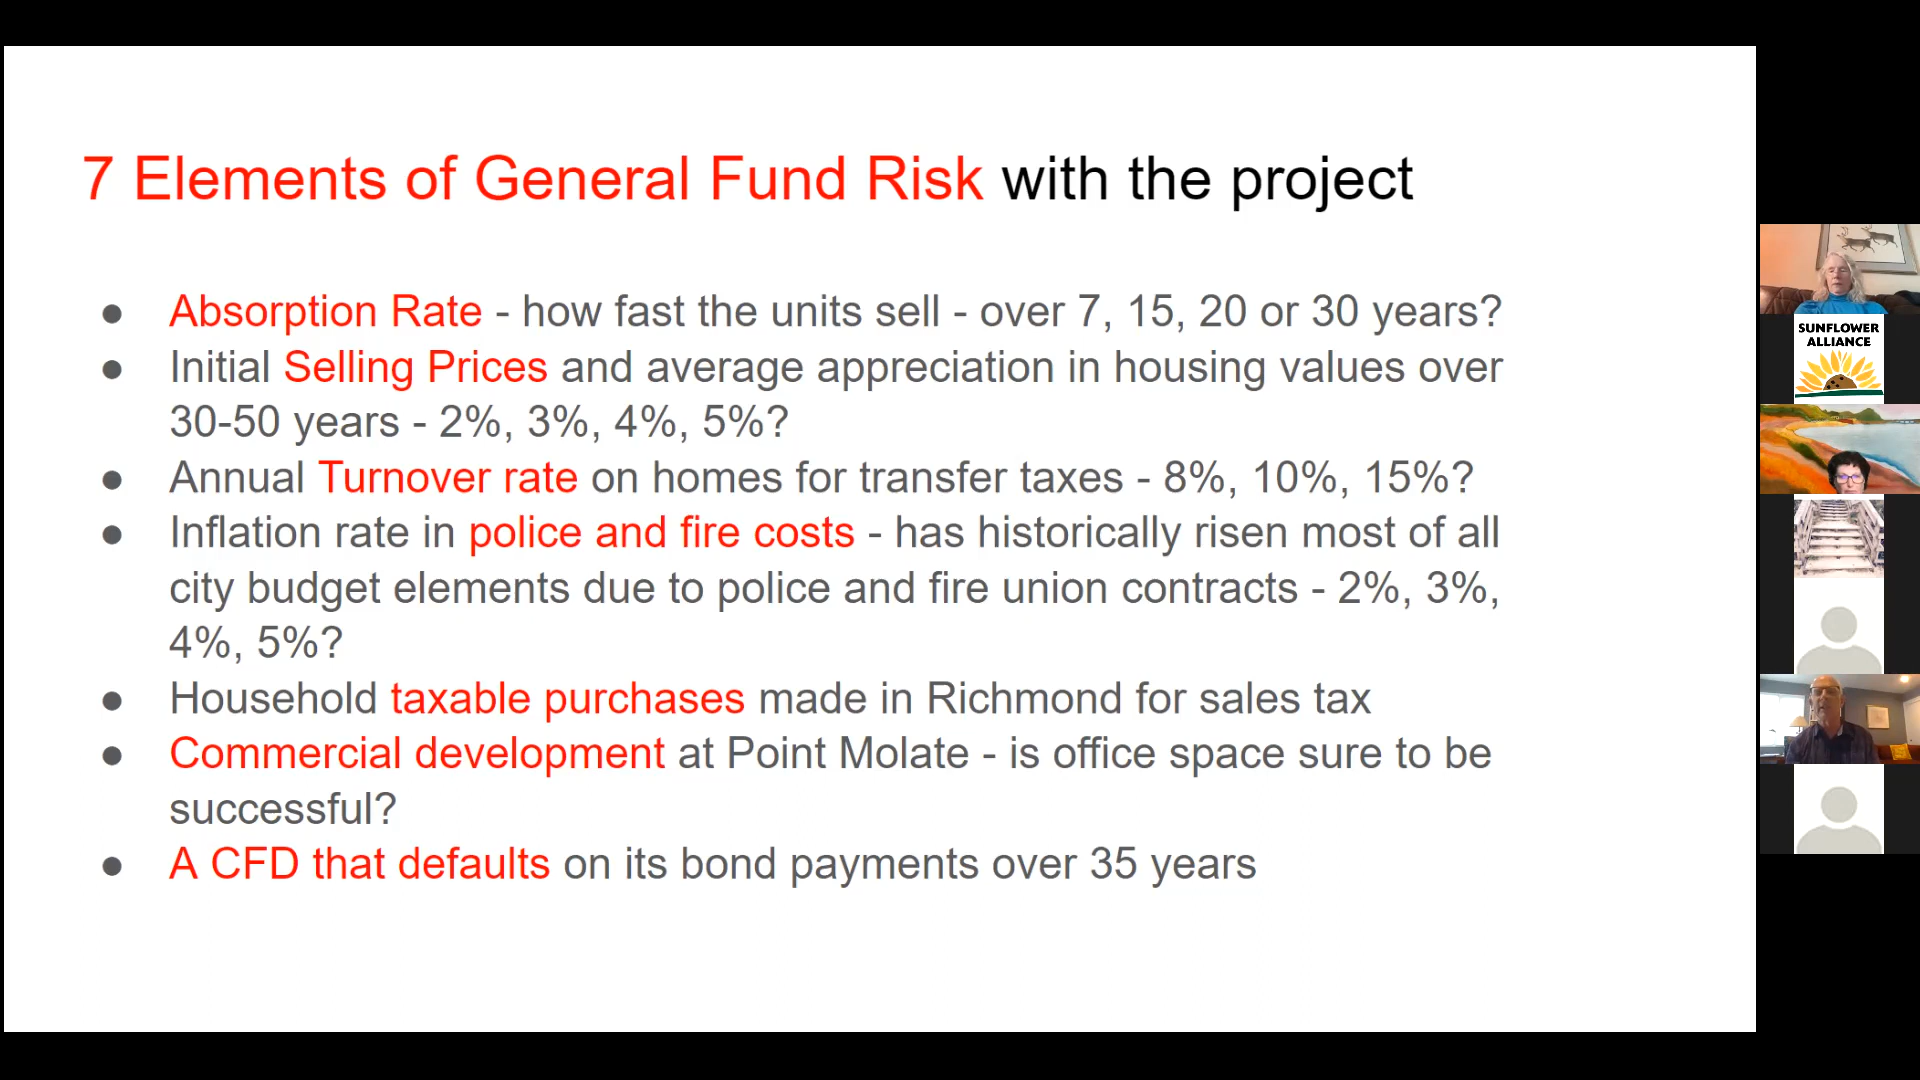 7 Elements of General Fund Risk with the project
● Absorption Rate - how fast the units sell - over 7, 15, 20 or 30 years?
● Initial Selling Prices and average appreciation in housing values over
30-50 years - 2%, 3%, 4%, 5%?
● Annual Turnover rate on homes for transfer taxes - 8%, 10%, 15%?
● Inflation rate in police and fire costs - has historically risen most of all
city budget elements due to police and fire union contracts - 2%, 3%,
4%, 5%?
● Household taxable purchases made in Richmond for sales tax
● Commercial development at Point Molate - is office space sure to be
successful?
● A CFD that defaults on its bond payments over 35 years
SUNFLOWER
ALLIANCE